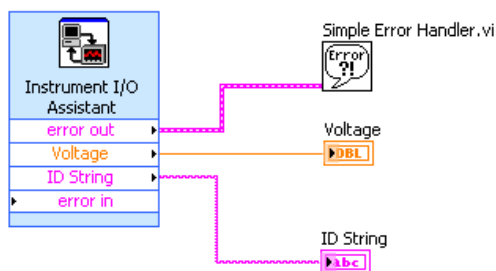 Simple Error Handler.vi
Error
?!
Instrument I/O
Assistant
error out
Voltage
ID String
error in
Voltage
DBL
ID String
abc